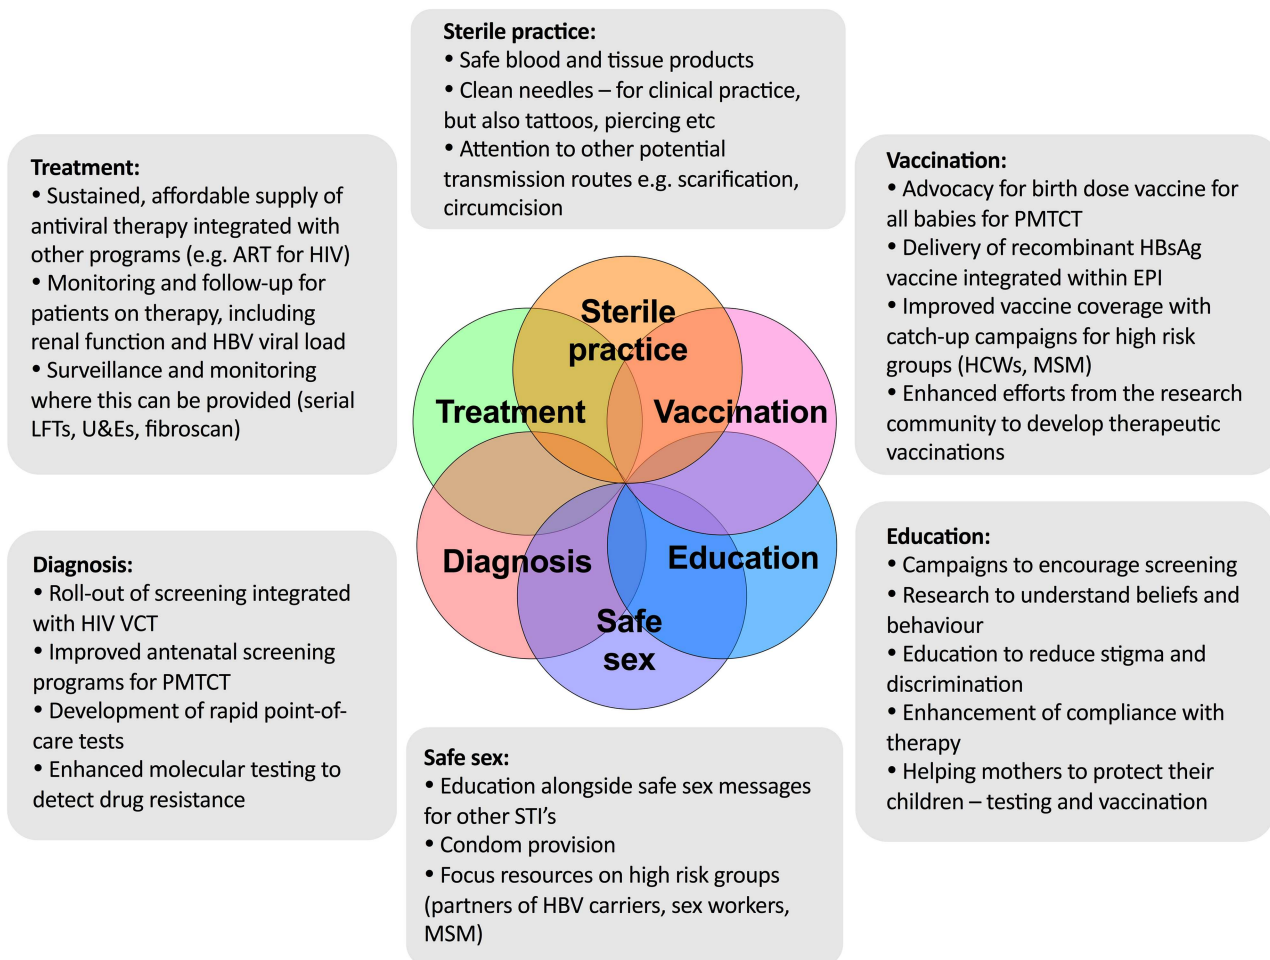 Sterile practice:
• Safe blood and tissue products
• Clean needles – for clinical practice,
but also tattoos, piercing etc
• Attention to other potential
transmission routes e.g. scarification,
circumcision
Treatment:
• Sustained, affordable supply of
antiviral therapy integrated with
other programs (e.g. ART for HIV)
• Monitoring and follow-up for
patients on therapy, including
renal function and HBV viral load
• Surveillance and monitoring
where this can be provided (serial
LFTs, U&Es, fibroscan)
Vaccination:
• Advocacy for birth dose vaccine for
all babies for PMTCT
• Delivery of recombinant HBsAg
vaccine integrated within EPI
• Improved vaccine coverage with
catch-up campaigns for high risk
groups (HCWs, MSM)
• Enhanced efforts from the research
community to develop therapeutic
vaccinations
Sterile
practice
Treatment
Vaccination
Diagnosis
Education
Safe
sex
Diagnosis:
• Roll-out of screening integrated
with HIV VCT
• Improved antenatal screening
programs for PMTCT
• Development of rapid point-of-
care tests
• Enhanced molecular testing to
detect drug resistance
Education:
• Campaigns to encourage screening
• Research to understand beliefs and
behaviour
• Education to reduce stigma and
discrimination
• Enhancement of compliance with
therapy
• Helping mothers to protect their
children – testing and vaccination
Safe sex:
• Education alongside safe sex messages
for other STI's
• Condom provision
• Focus resources on high risk groups
(partners of HBV carriers, sex workers,
MSM)